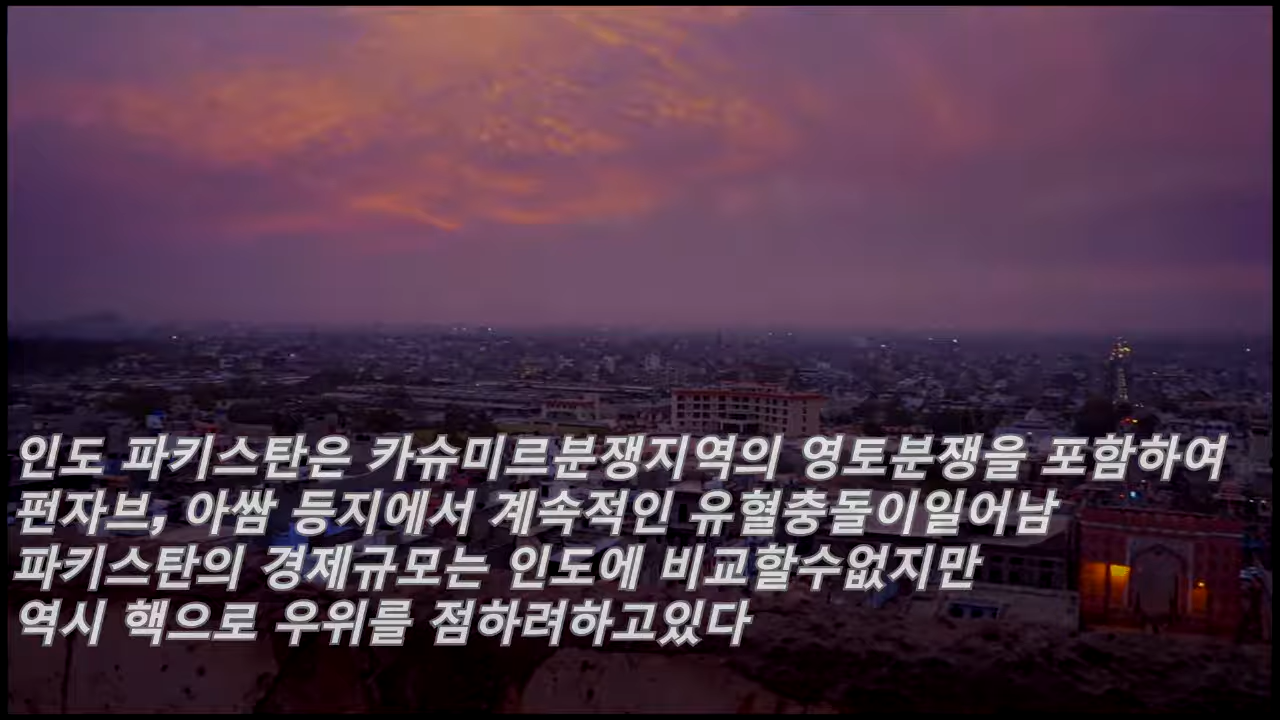 인도 파키스탄은 카슈미르분쟁지역의 영토분쟁을 포함하여
펀자브, 아쌈 등지에서 계속적인 유혈충돌이일어남
파키스탄의 경제규모는 인도에 비교할수없지만
역시 핵으로 우위를 점하려하고있다